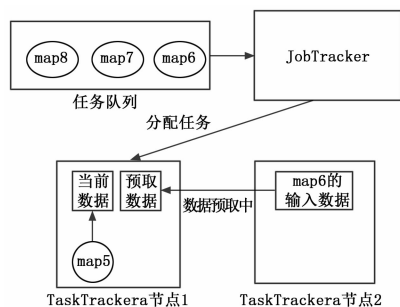 map8
map7
map6
JobTracker
任务队列
分配任务
当前
数据
预取
数据
map6的
输入数据
数据预取中
map5
TaskTrackera节点1
TaskTrackera节点2